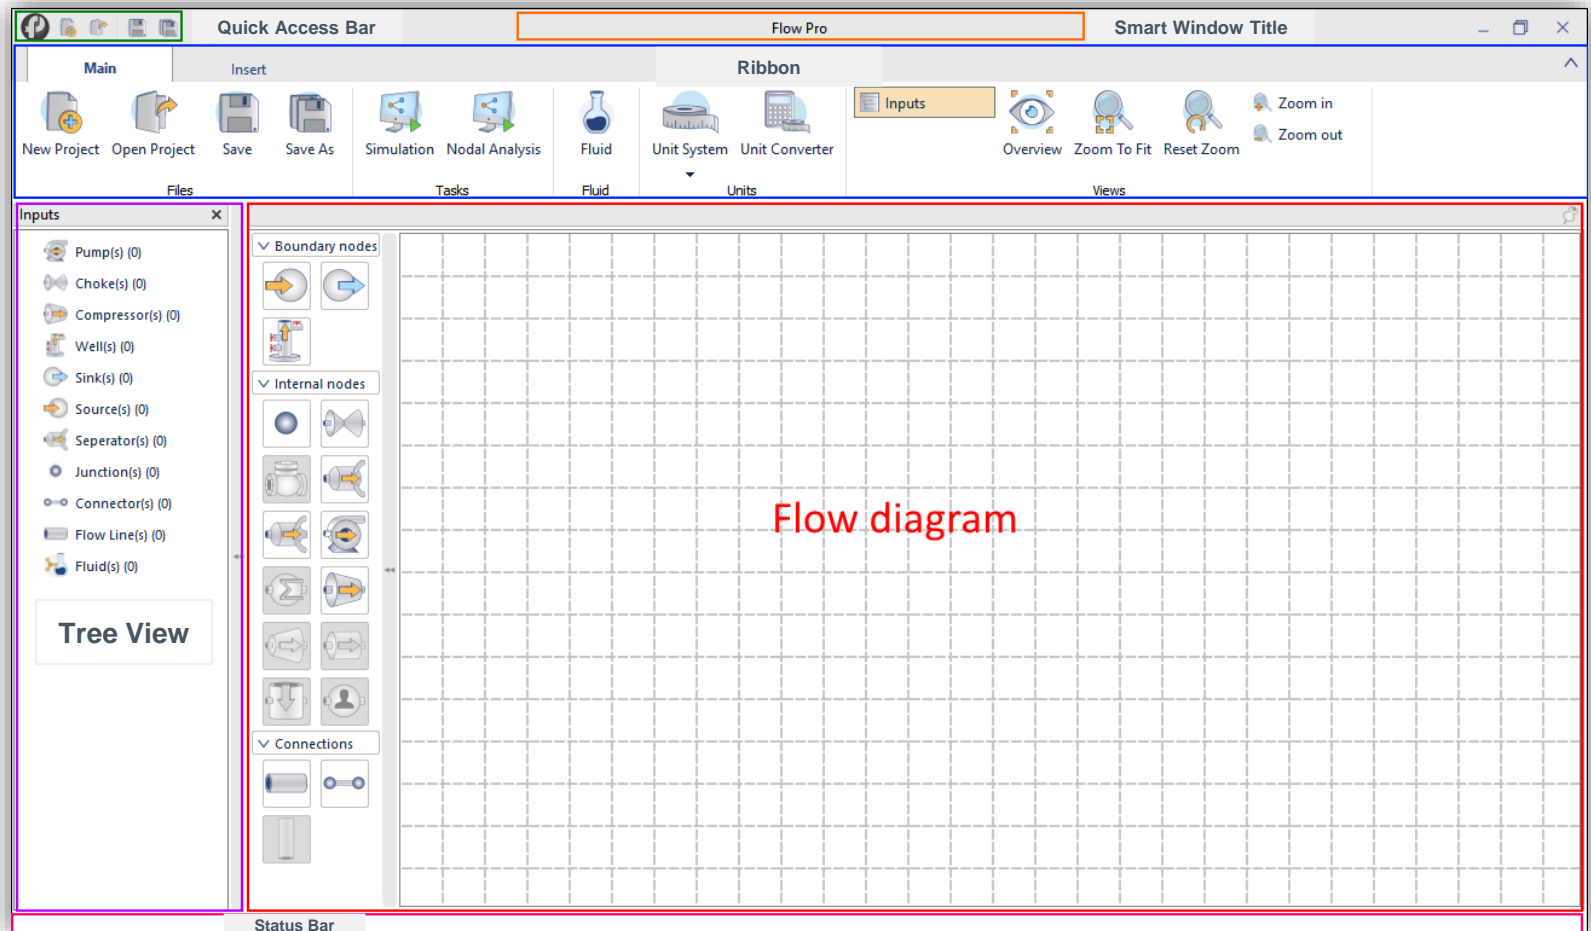 Quick Access Bar
Flow Pro
Smart Window Title
Main
Insert
Ribbon
New Project
Open Project
Save
Save As
Simulation
Nodal Analysis
Fluid
Unit System
Unit Converter
Inputs
Overview
Zoom To Fit
Reset Zoom
Zoom in
Zoom out
Files
Tasks
Fluid
Units
Views
Inputs
Pump(s) (0)
Choke(s) (0)
Compressor(s) (0)
Well(s) (0)
Sink(s) (0)
Source(s) (0)
Seperator(s) (0)
Junction(s) (0)
Connector(s) (0)
Flow Line(s) (0)
Fluid(s) (0)
Tree View
Boundary nodes
Internal nodes
Connections
Flow diagram
Status Bar